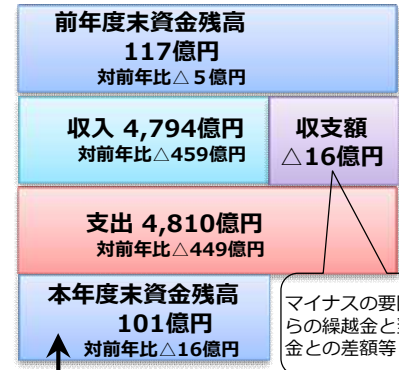 前年度末資金残高
117億円
対前年比△5億円
収入 4,794億円
対前年比△459億円
収支額
△16億円
支出 4,810億円
対前年比△449億円
本年度末資金残高
101億円
対前年比△16億円
マイナスの要
らの繰越金と
金との差額等